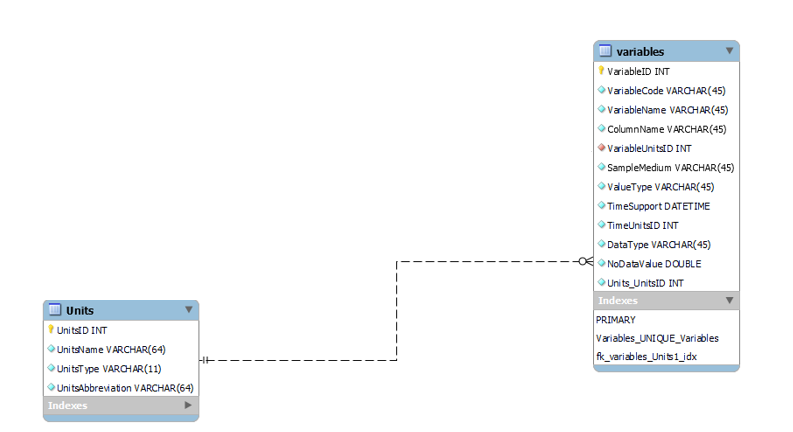 variables
VariableID INT
VariableCode VARCHAR(45)
VariableName VARCHAR(45)
ColumnName VARCHAR(45)
VariableUnitsID INT
SampleMedium VARCHAR(45)
ValueType VARCHAR(45)
TimeSupport DATETIME
TimeUnitsID INT
DataType VARCHAR(45)
NoDataValue DOUBLE
Units_UnitsID INT
Indexes
PRIMARY
Variables_UNIQUE_Variables
fk_variables_Units1_idx
Units
UnitsID INT
UnitsName VARCHAR(64)
UnitsType VARCHAR(11)
UnitsAbbreviation VARCHAR(64)
Indexes